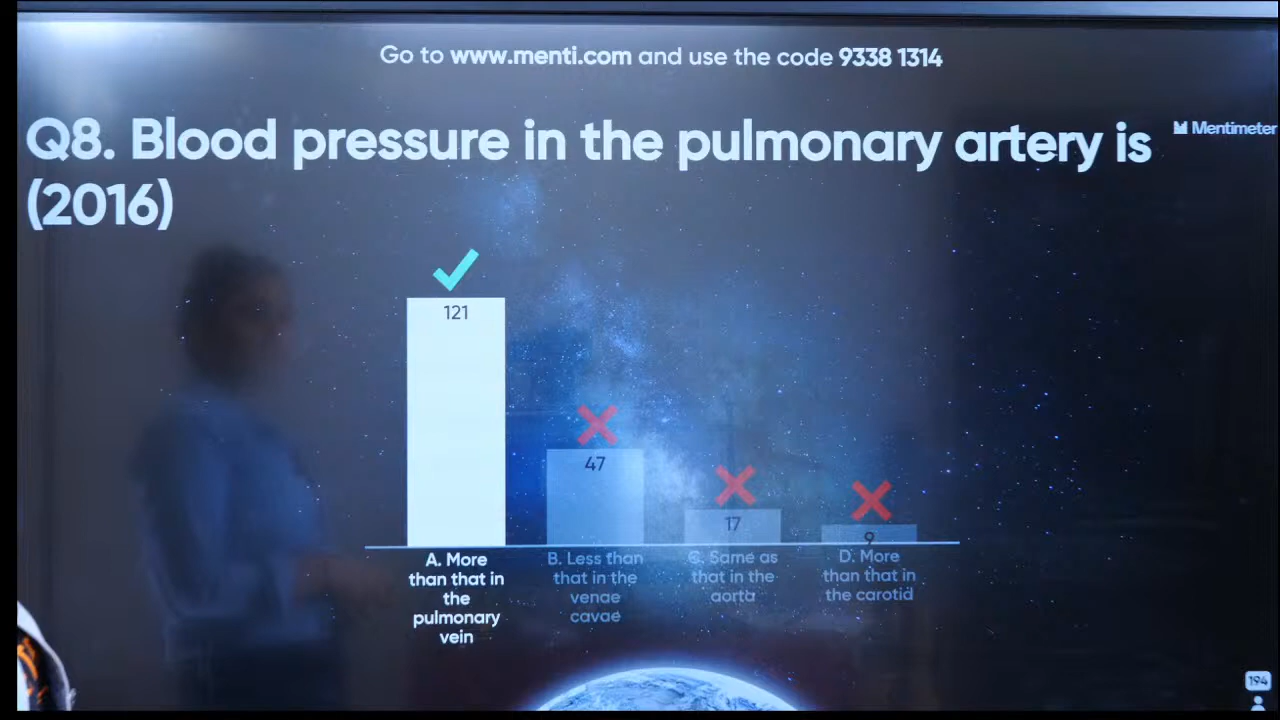 Go to www.menti.com and use the code 9338 1314
Q8. Blood pressure in the pulmonary artery is
(2016)
Mentimeter
121
47
17
9
A. More
than that in
the
pulmonary
vein
B. Less than
that in the
venae
cavae
C. Same as
that in the
aorta
D. More
than that in
the carotid
194